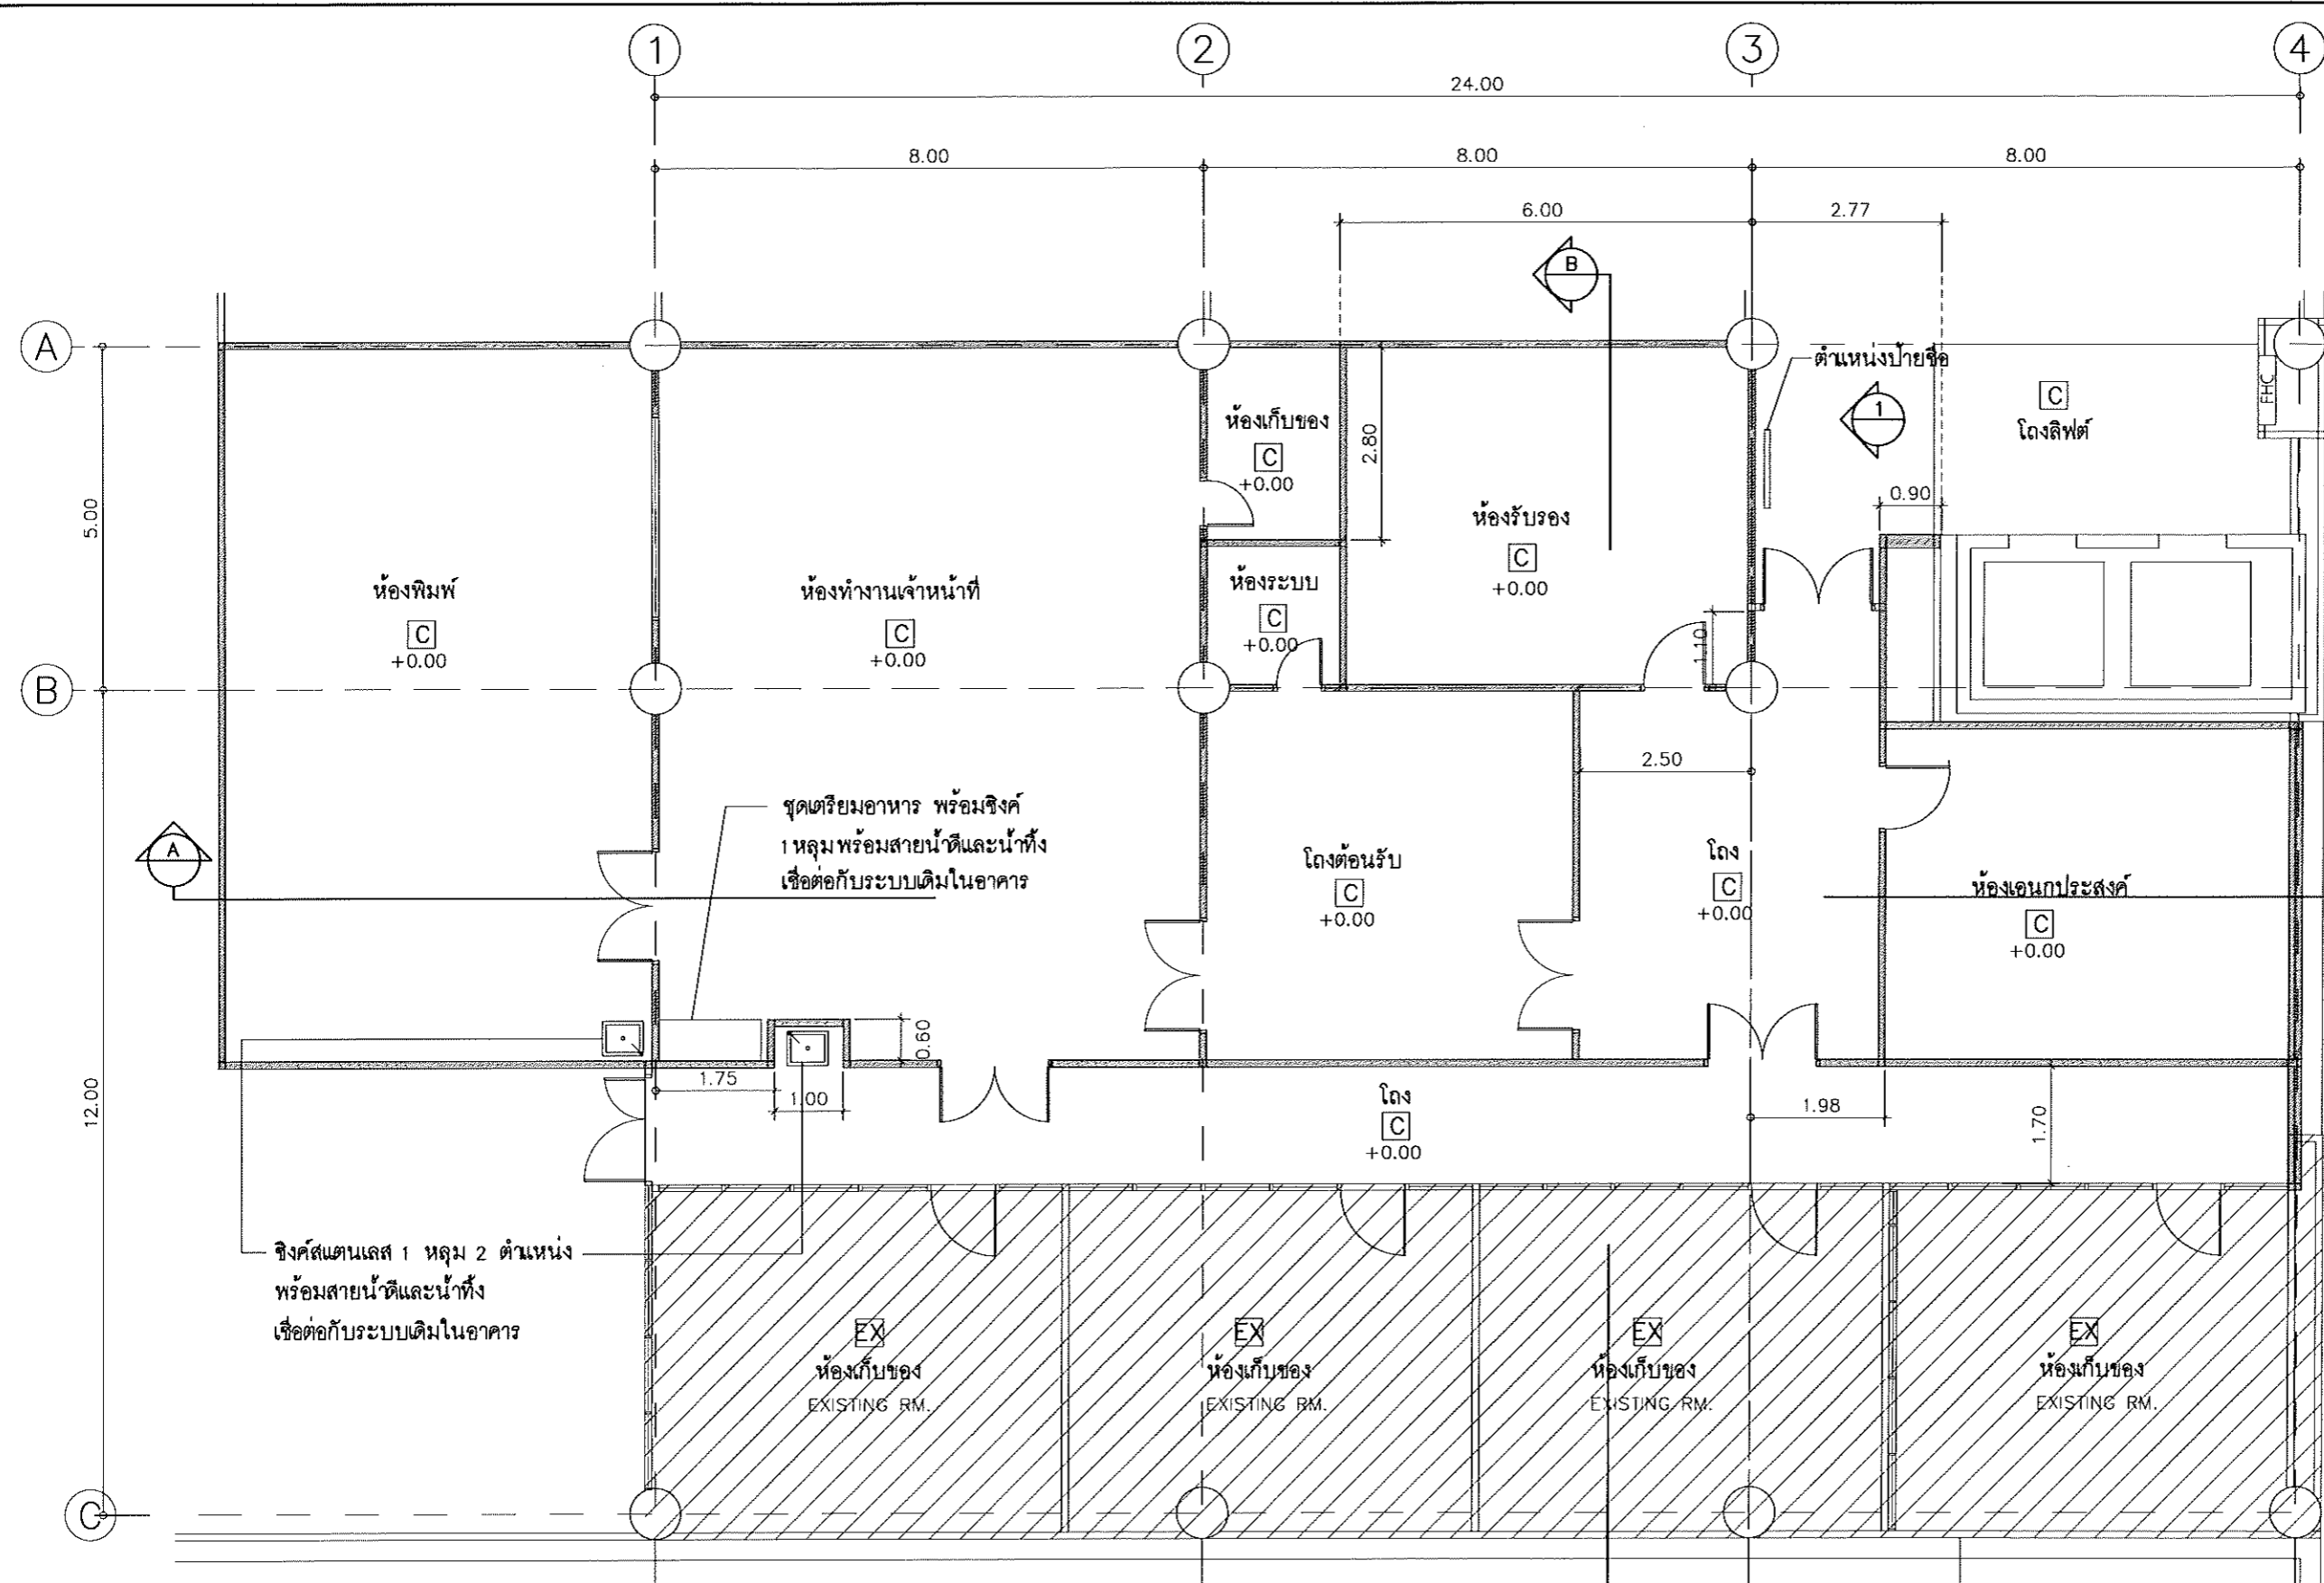 1
2
3
4
24.00
8.00
8.00
8.00
6.00
2.77
B
A
ตำแหน่งป้ายชื่อ
FHC
C
โถงลิฟต์
1
ห้องเก็บของ
C
+0.00
2.80
0.90
5.00
ห้องรับรอง
C
+0.00
ห้องพิมพ์
C
+0.00
ห้องทำงานเจ้าหน้าที่
C
+0.00
ห้องระบบ
C
+0.00
1.10
B
2.50
ชุดเตรียมอาหาร พร้อมซิงค์
1 หลุม พร้อมสายน้ำดีและน้ำทิ้ง
เชื่อต่อกับระบบเดิมในอาคาร
A
โถงต้อนรับ
C
+0.00
โถง
C
+0.00
ห้องเอนกประสงค์
C
+0.00
0.60
1.75
1.00
12.00
โถง
C
+0.00
1.98
1.70
ซิงค์สแตนเลส 1 หลุม 2 ตำแหน่ง
พร้อมสายน้ำดีและน้ำทิ้ง
เชื่อต่อกับระบบเดิมในอาคาร
EX
ห้องเก็บของ
EXISTING RM.
EX
ห้องเก็บของ
EXISTING RM.
EX
ห้องเก็บของ
EXISTING RM.
EX
ห้องเก็บของ
EXISTING RM.
C